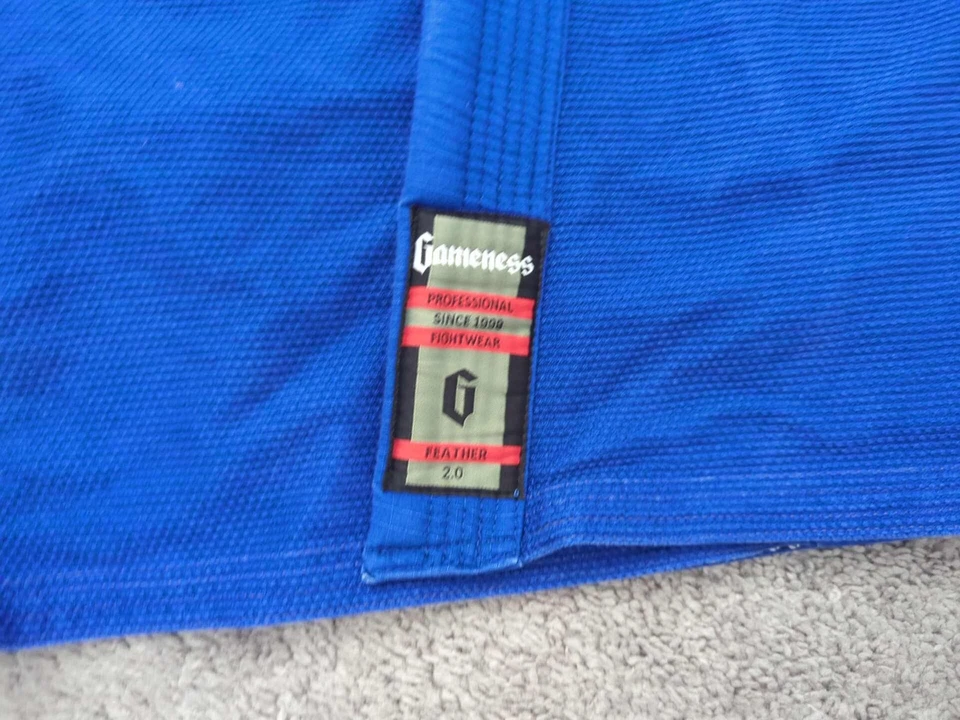 Gameness
PROFESSIONAL
SINCE 1999
FIGHTWEAR
G
FEATHER
2.0